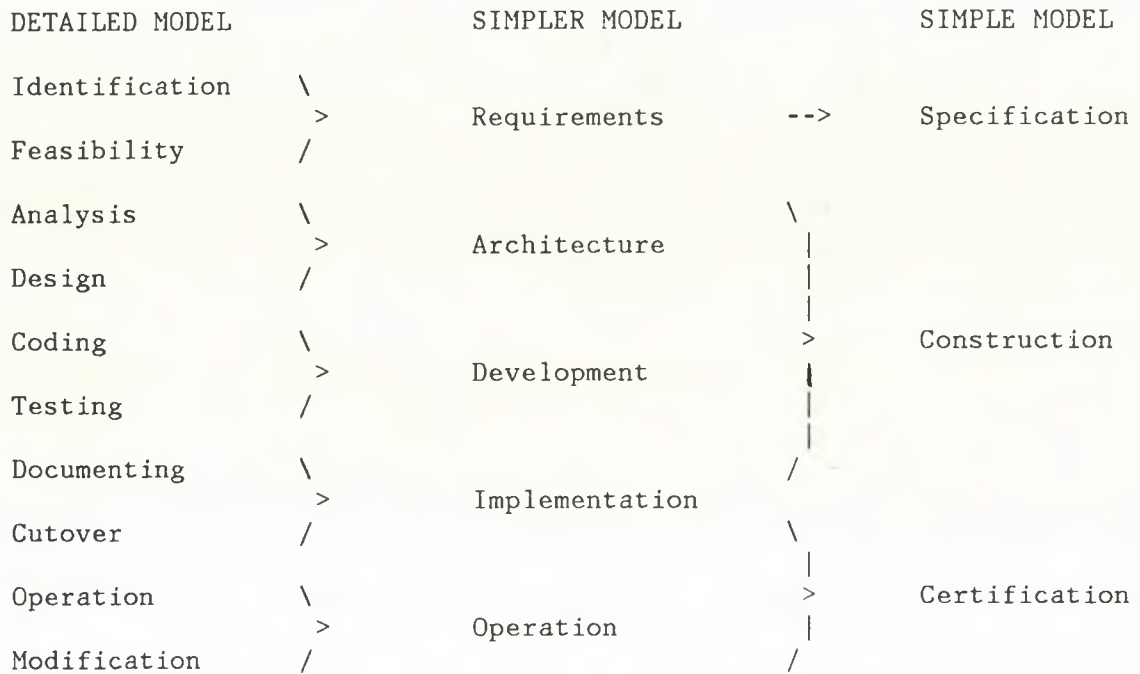 DETAILED MODEL SIMPLER MODEL SIMPLE MODEL
Identification \
> Requirements --> Specification
Feasibility /
Analysis \ \
> Architecture |
Design / |
|
Coding \ > Construction
> Development |
Testing / |
|
Documenting \ /
> Implementation
Cutover / \
|
Operation \ > Certification
> Operation |
Modification / /